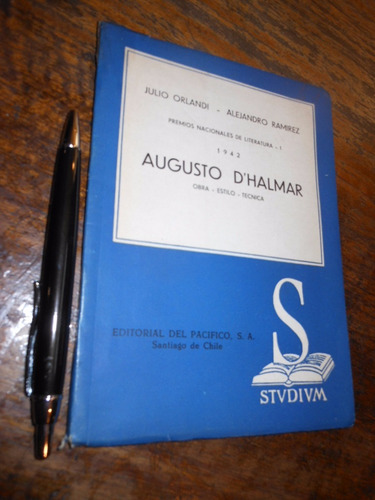 JULIO ORLANDI - ALEJANDRO RAMIREZ
PREMIOS NACIONALES DE LITERATURA - I
1942
AUGUSTO D'HALMAR
OBRA - ESTILO - TECNICA
EDITORIAL DEL PACIFICO, S. A.
Santiago de Chile
S
STVDIVM